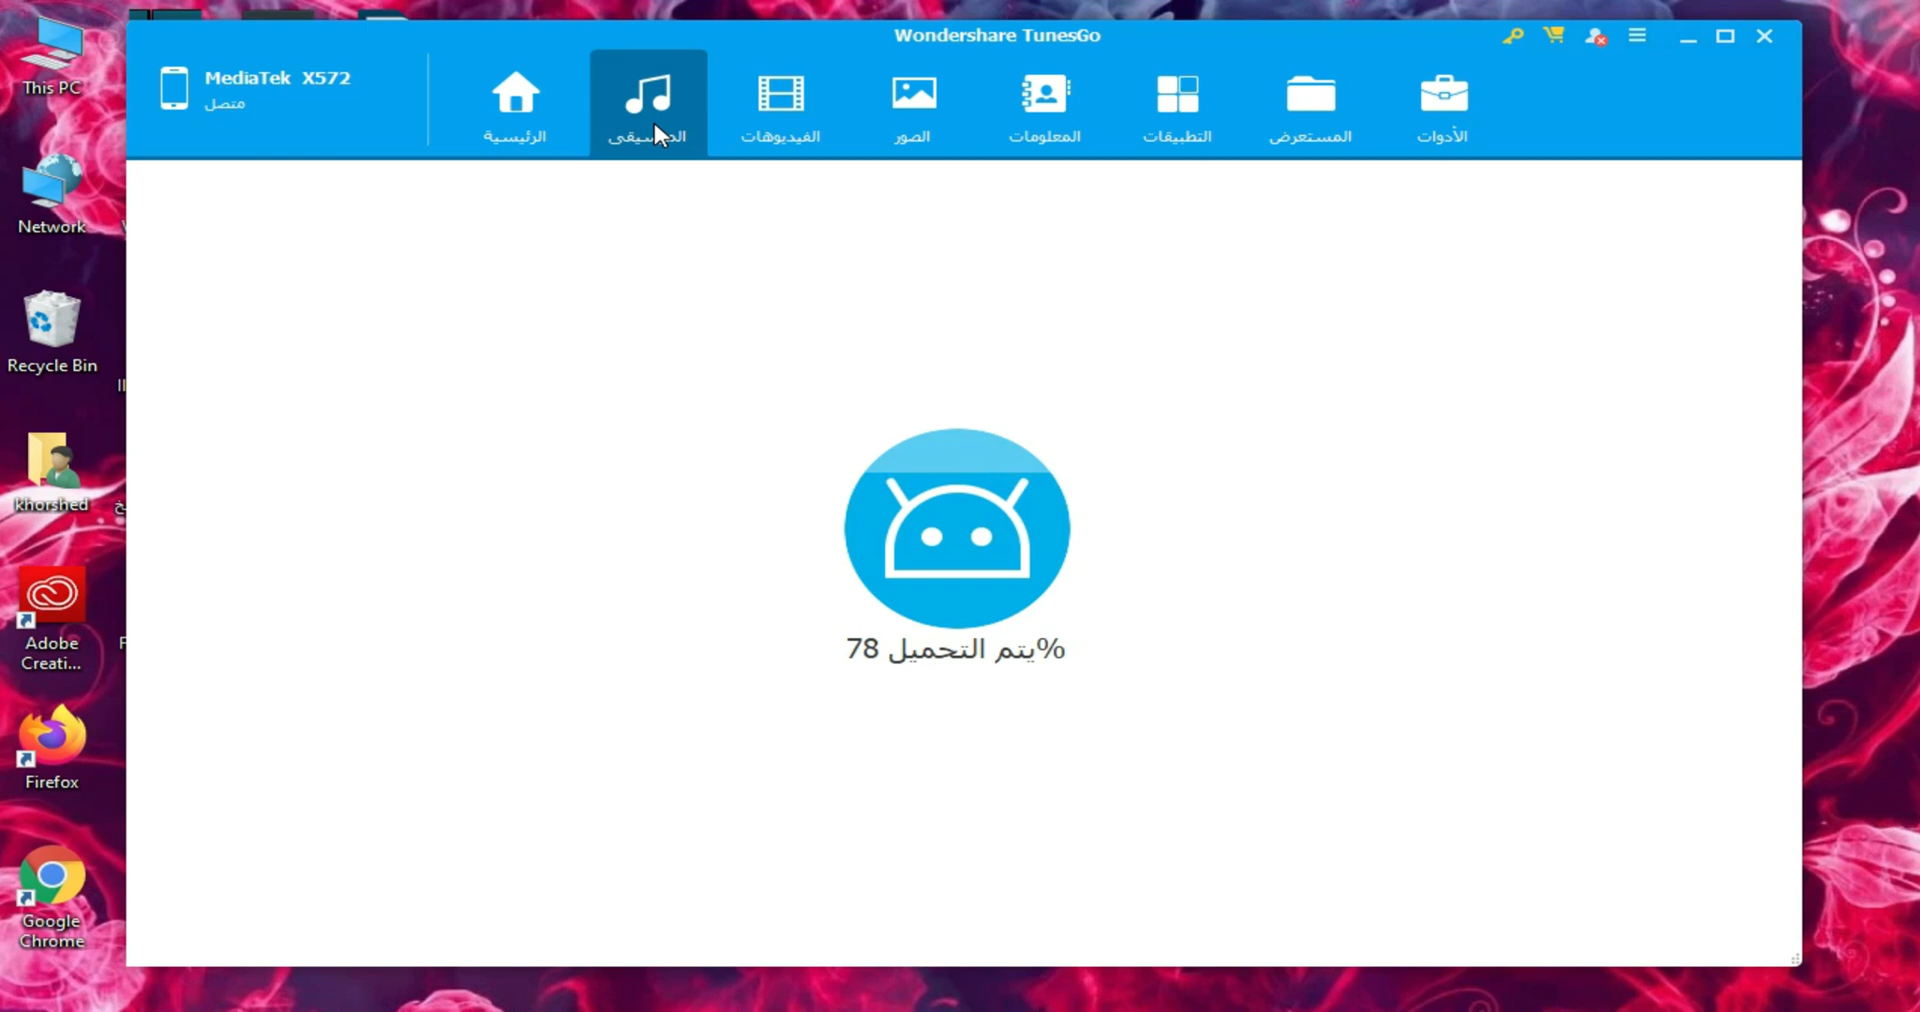 Wondershare TunesGo
MediaTek X572
متصل
الرئيسية
الفيديوهات
الصور
المعلومات
التطبيقات
المستعرض
الأدوات
يتم التحميل 78%
This PC
Network
Recycle Bin
khorshed
Adobe
Creati...
Firefox
Google
Chrome